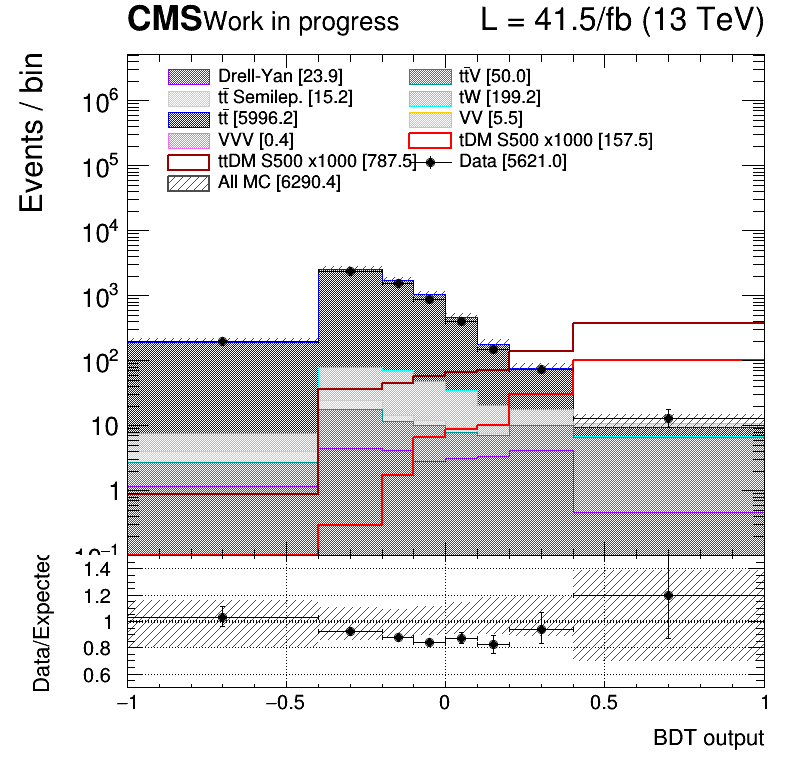 CMS Work in progress L = 41.5/fb (13 TeV)
Events / bin
Drell-Yan [23.9] tt̄V [50.0]
tt̄ Semilep. [15.2] tW [199.2]
tt̄ [5996.2] VV [5.5]
VVV [0.4] tDM S500 x1000 [157.5]
ttDM S500 x1000 [787.5] Data [5621.0]
All MC [6290.4]
10⁶
10⁵
10⁴
10³
10²
10
1
10⁻¹
Data/Expected
1.4
1.2
1
0.8
0.6
−1 −0.5 0 0.5 1
BDT output